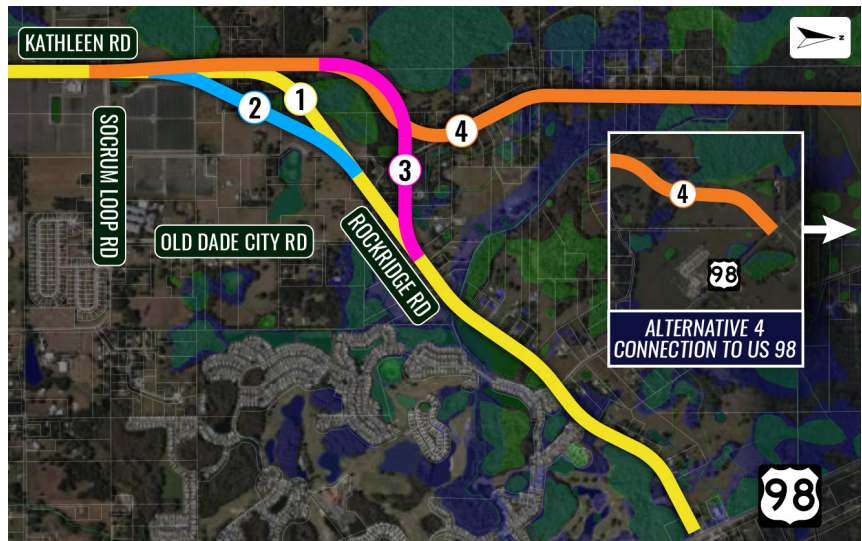 KATHLEEN RD
N
SOCRUM LOOP RD
2
1
4
3
OLD DADE CITY RD
ROCKRIDGE RD
4
98
ALTERNATIVE 4
CONNECTION TO US 98
98